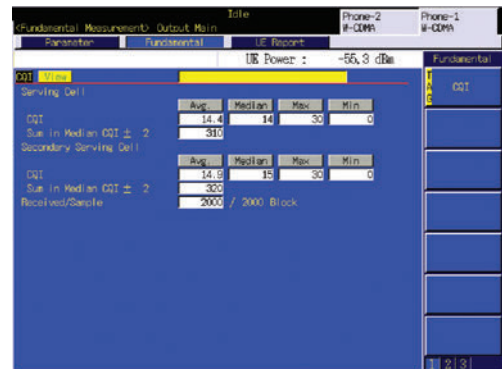 Idle
<Fundamental Measurement> Output Main
Phone-2 W-CDMA
Phone-1 W-CDMA
Parameter Fundamental UE Report
UE Power : -55.3 dBm
Fundamental
CQI View
TAG CQI
Serving Cell
Avg. Median Max Min
CQI 14.4 14 30 0
Sum in Median CQI ± 2 310
Secondary Serving Cell
Avg. Median Max Min
CQI 14.9 15 30 0
Sum in Median CQI ± 2 320
Received/Sample 2000 / 2000 Block
1 2 3